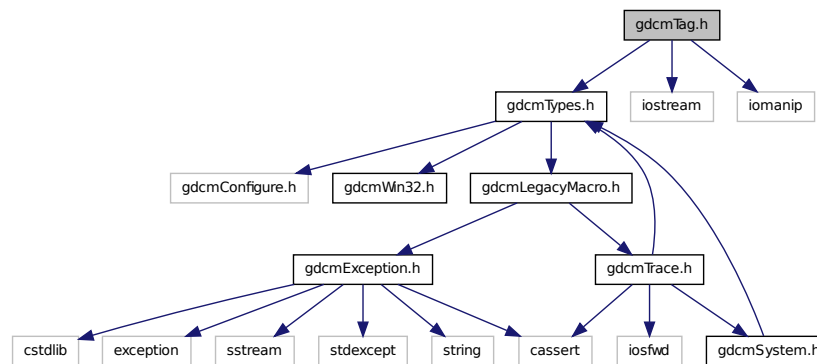 gdcmTag.h
gdcmTypes.h
iostream
iomanip
gdcmConfigure.h
gdcmWin32.h
gdcmLegacyMacro.h
gdcmException.h
gdcmTrace.h
cstdlib
exception
sstream
stdexcept
string
cassert
iosfwd
gdcmSystem.h